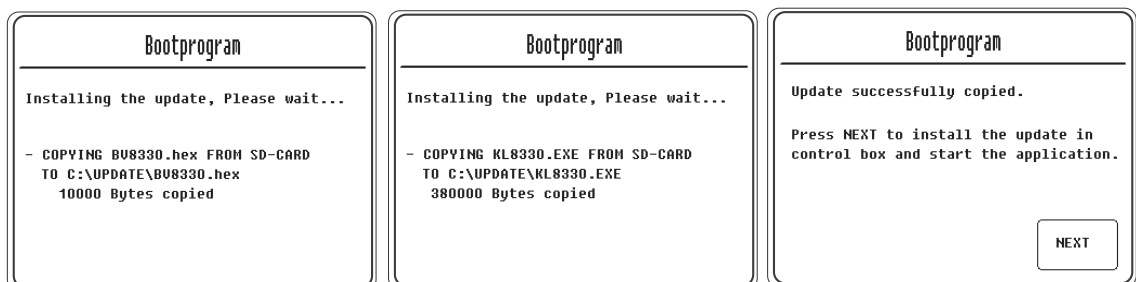 Bootprogram
Installing the update, Please wait...
- COPYING BV8330.hex FROM SD-CARD
TO C:\UPDATE\BV8330.hex
10000 Bytes copied
Bootprogram
Installing the update, Please wait...
- COPYING KL8330.EXE FROM SD-CARD
TO C:\UPDATE\KL8330.EXE
380000 Bytes copied
Bootprogram
Update successfully copied.
Press NEXT to install the update in
control box and start the application.
NEXT